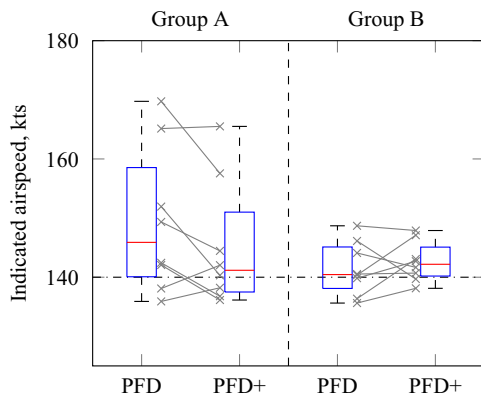 Group A Group B
180
160
140
Indicated airspeed, kts
PFD PFD+ PFD PFD+